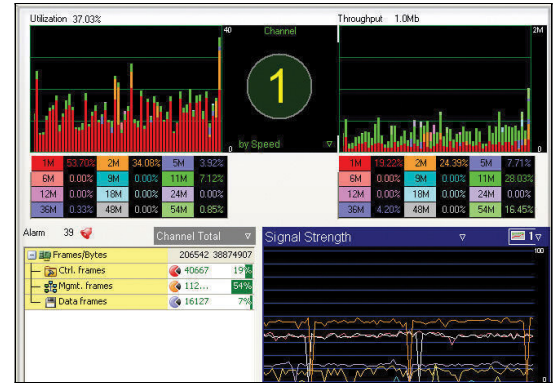 Utilization 37.03%
Throughput 1.0Mb
40
Channel
2M
1
0
by Speed
0
1M 53.70% 2M 34.08% 5M 3.92%
6M 0.00% 9M 0.00% 11M 7.12%
12M 0.00% 18M 0.00% 24M 0.00%
36M 0.33% 48M 0.00% 54M 0.85%
1M 19.22% 2M 24.39% 5M 7.71%
6M 0.00% 9M 0.00% 11M 28.03%
12M 0.00% 18M 0.00% 24M 0.00%
36M 4.20% 48M 0.00% 54M 16.45%
Alarm 39
Channel Total
Signal Strength
1
Frames/Bytes 206542 38874907
Ctrl. frames 40667 19%
Mgmt. frames 112... 54%
Data frames 16127 7%
100
0